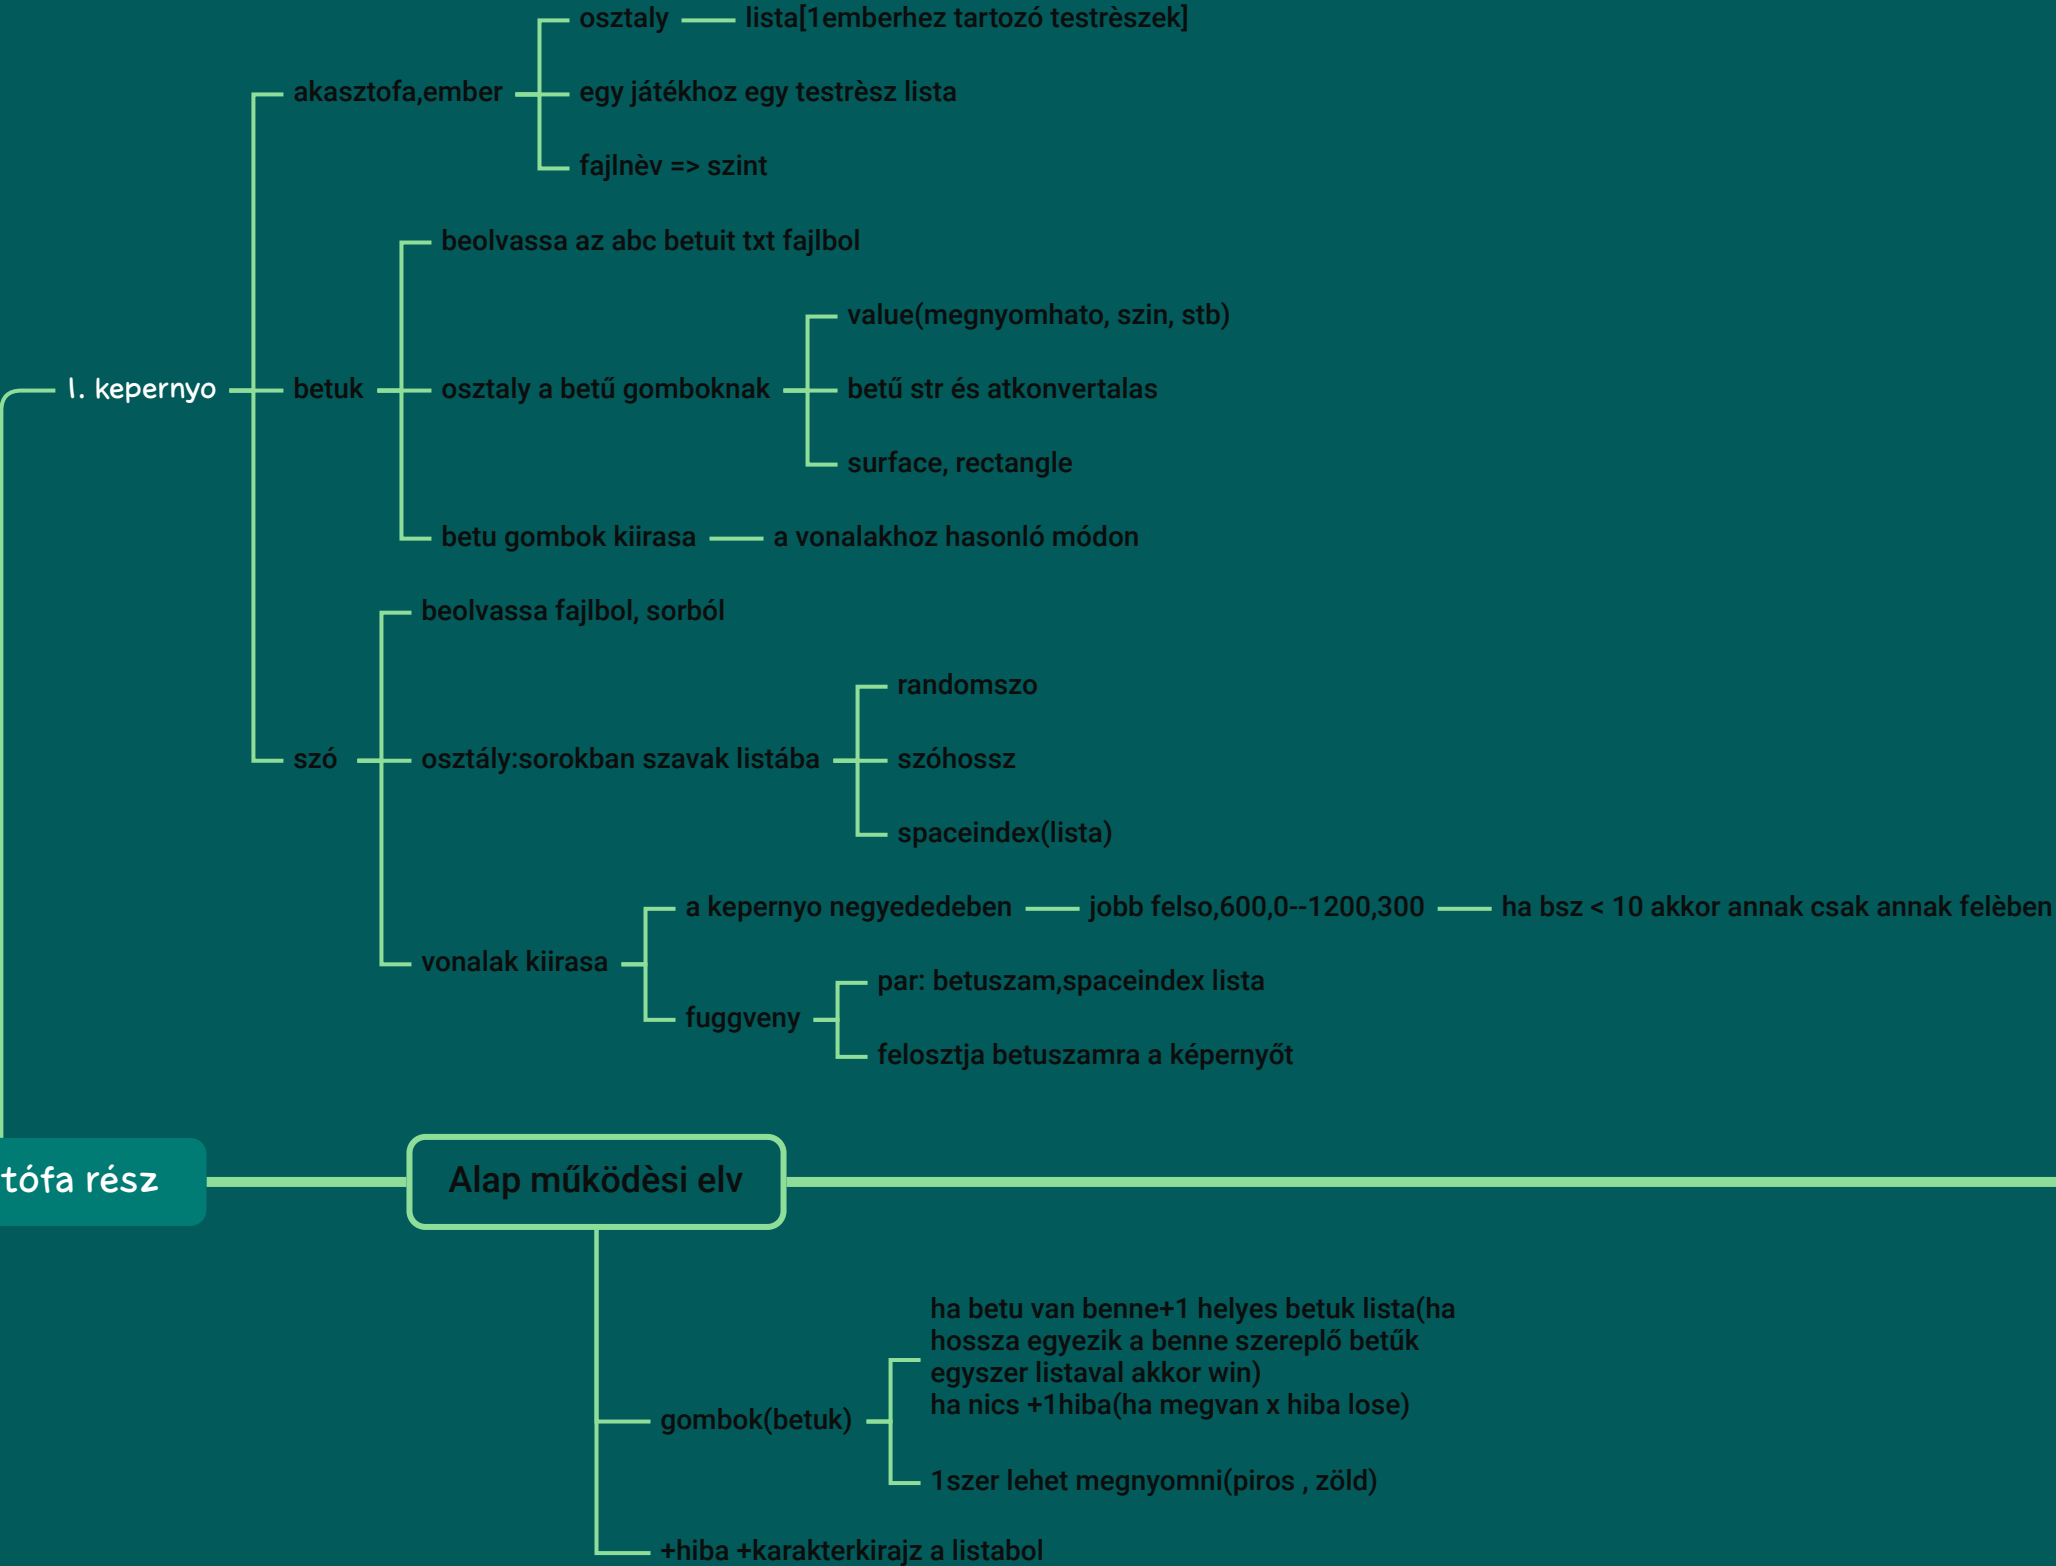 osztaly
lista[1emberhez tartozó testrèszek]
akasztofa,ember
egy játékhoz egy testrèsz lista
fajlnèv => szint
beolvassa az abc betuit txt fajlbol
value(megnyomhato, szin, stb)
1. kepernyo
betuk
osztaly a betű gomboknak
betű str és atkonvertalas
surface, rectangle
betu gombok kiirasa
a vonalakhoz hasonló módon
beolvassa fajlbol, sorból
randomszo
szó
osztály:sorokban szavak listába
szóhossz
spaceindex(lista)
a kepernyo negyededeben
jobb felso,600,0--1200,300
ha bsz < 10 akkor annak csak annak felèben
vonalak kiirasa
par: betuszam,spaceindex lista
fuggveny
felosztja betuszamra a képernyőt
tófa rész
Alap működèsi elv
ha betu van benne+1 helyes betuk lista(ha
hossza egyezik a benne szereplő betűk
egyszer listaval akkor win)
ha nics +1hiba(ha megvan x hiba lose)
gombok(betuk)
1szer lehet megnyomni(piros , zöld)
+hiba +karakterkirajz a listabol